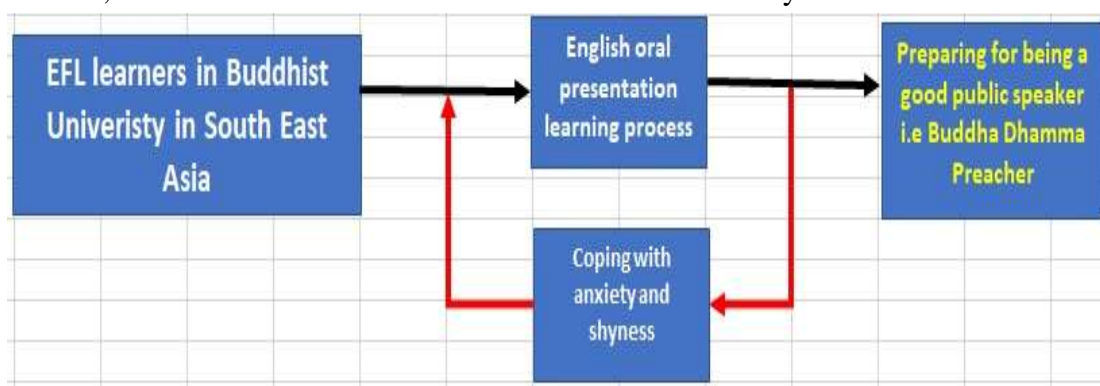 EFL learners in Buddhist
Univeristy in South East
Asia
English oral
presentation
learning process
Preparing for being a
good public speaker
i.e Buddha Dhamma
Preacher
Coping with
anxiety and
shyness